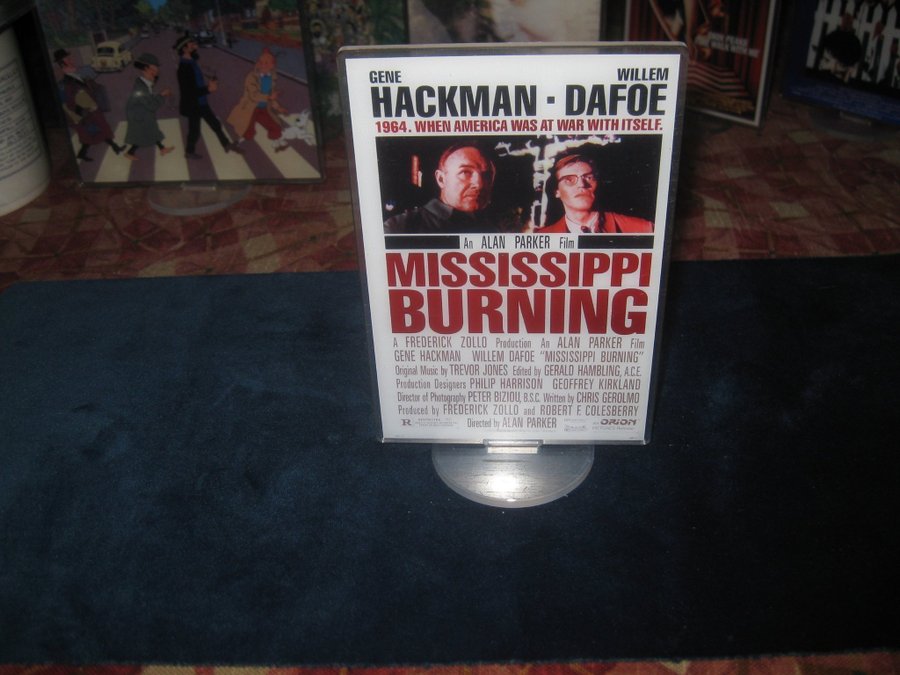 GENE WILLEM
HACKMAN · DAFOE
1964. WHEN AMERICA WAS AT WAR WITH ITSELF.
An ALAN PARKER Film
MISSISSIPPI
BURNING
A FREDERICK ZOLLO Production An ALAN PARKER Film
GENE HACKMAN WILLEM DAFOE "MISSISSIPPI BURNING"
Original Music by TREVOR JONES Edited by GERALD HAMBLING, A.C.E.
Production Designers PHILIP HARRISON GEOFFREY KIRKLAND
Director of Photography PETER BIZIOU, B.S.C. Written by CHRIS GEROLMO
Produced by FREDERICK ZOLLO and ROBERT F. COLESBERRY
Directed by ALAN PARKER
R
ORION